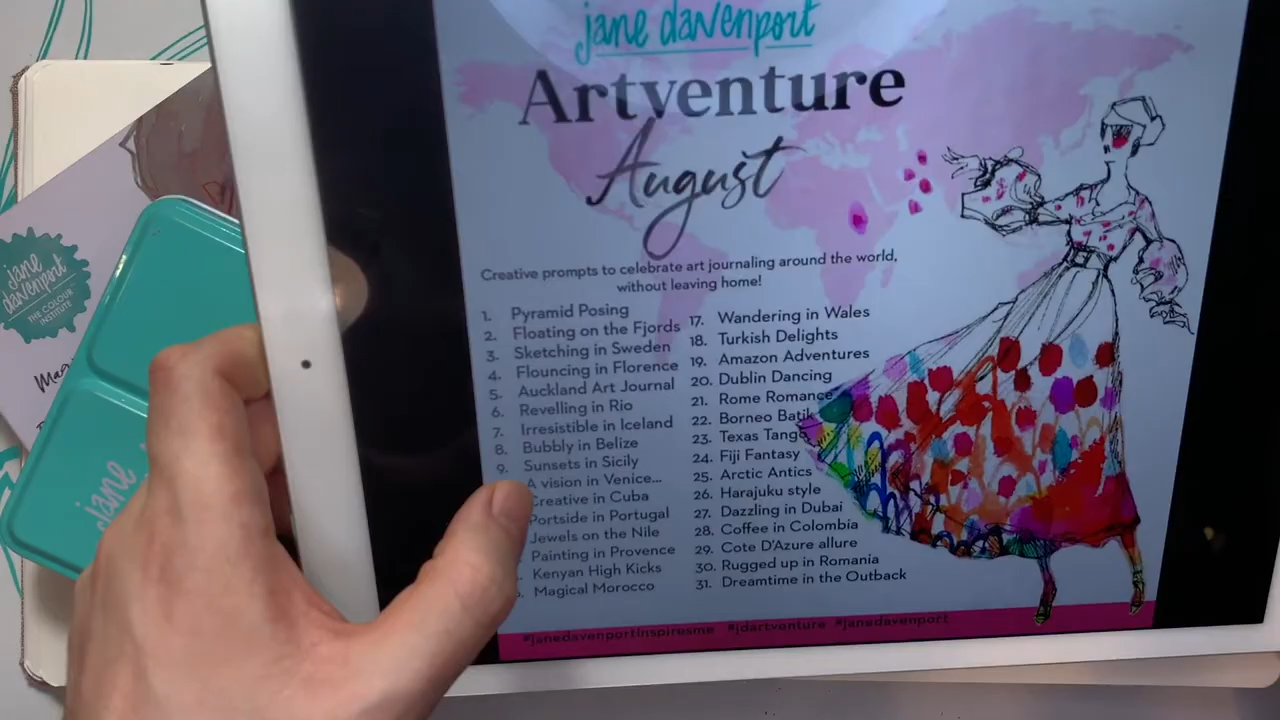 jane davenport
Artventure
August
Creative prompts to celebrate art journaling around the world,
without leaving home!
1. Pyramid Posing
2. Floating on the Fjords
3. Sketching in Sweden
4. Flouncing in Florence
5. Auckland Art Journal
6. Revelling in Rio
7. Irresistible in Iceland
8. Bubbly in Belize
9. Sunsets in Sicily
A vision in Venice...
Creative in Cuba
Portside in Portugal
Jewels on the Nile
Painting in Provence
Kenyan High Kicks
Magical Morocco
17. Wandering in Wales
18. Turkish Delights
19. Amazon Adventures
20. Dublin Dancing
21. Rome Romance
22. Borneo Batik
23. Texas Tango
24. Fiji Fantasy
25. Arctic Antics
26. Harajuku style
27. Dazzling in Dubai
28. Coffee in Colombia
29. Cote D'Azure allure
30. Rugged up in Romania
31. Dreamtime in the Outback
#janedavenportinspiresme #jdartventure #janedavenport
jane
davenport
THE COLOUR
INSTITUTE
jane